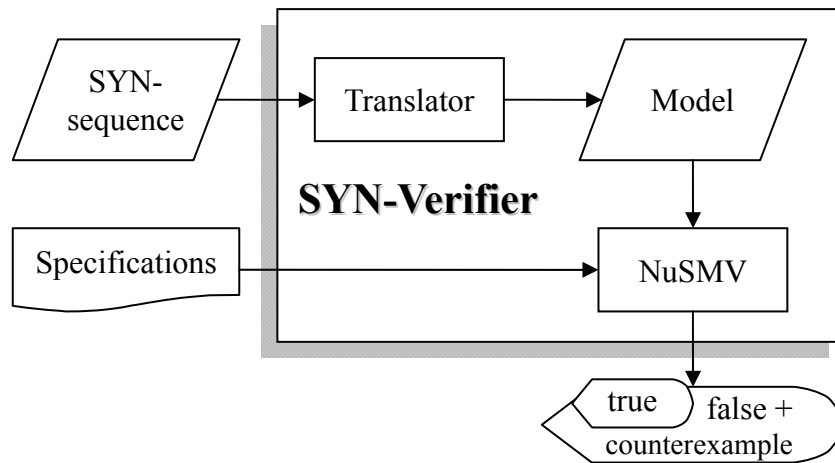 SYN-
sequence
Translator
Model
SYN-Verifier
Specifications
NuSMV
true
false +
counterexample